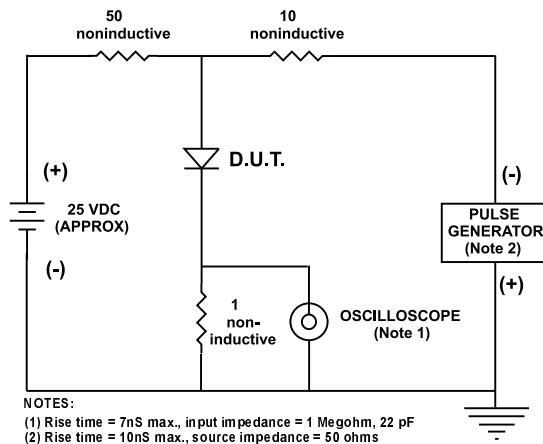 50
noninductive
10
noninductive
(+)
25 VDC
(APPROX)
(-)
D.U.T.
(-)
PULSE
GENERATOR
(Note 2)
(+)
1
non-
inductive
OSCILLOSCOPE
(Note 1)
NOTES:
(1) Rise time = 7nS max., input impedance = 1 Megohm, 22 pF
(2) Rise time = 10nS max., source impedance = 50 ohms